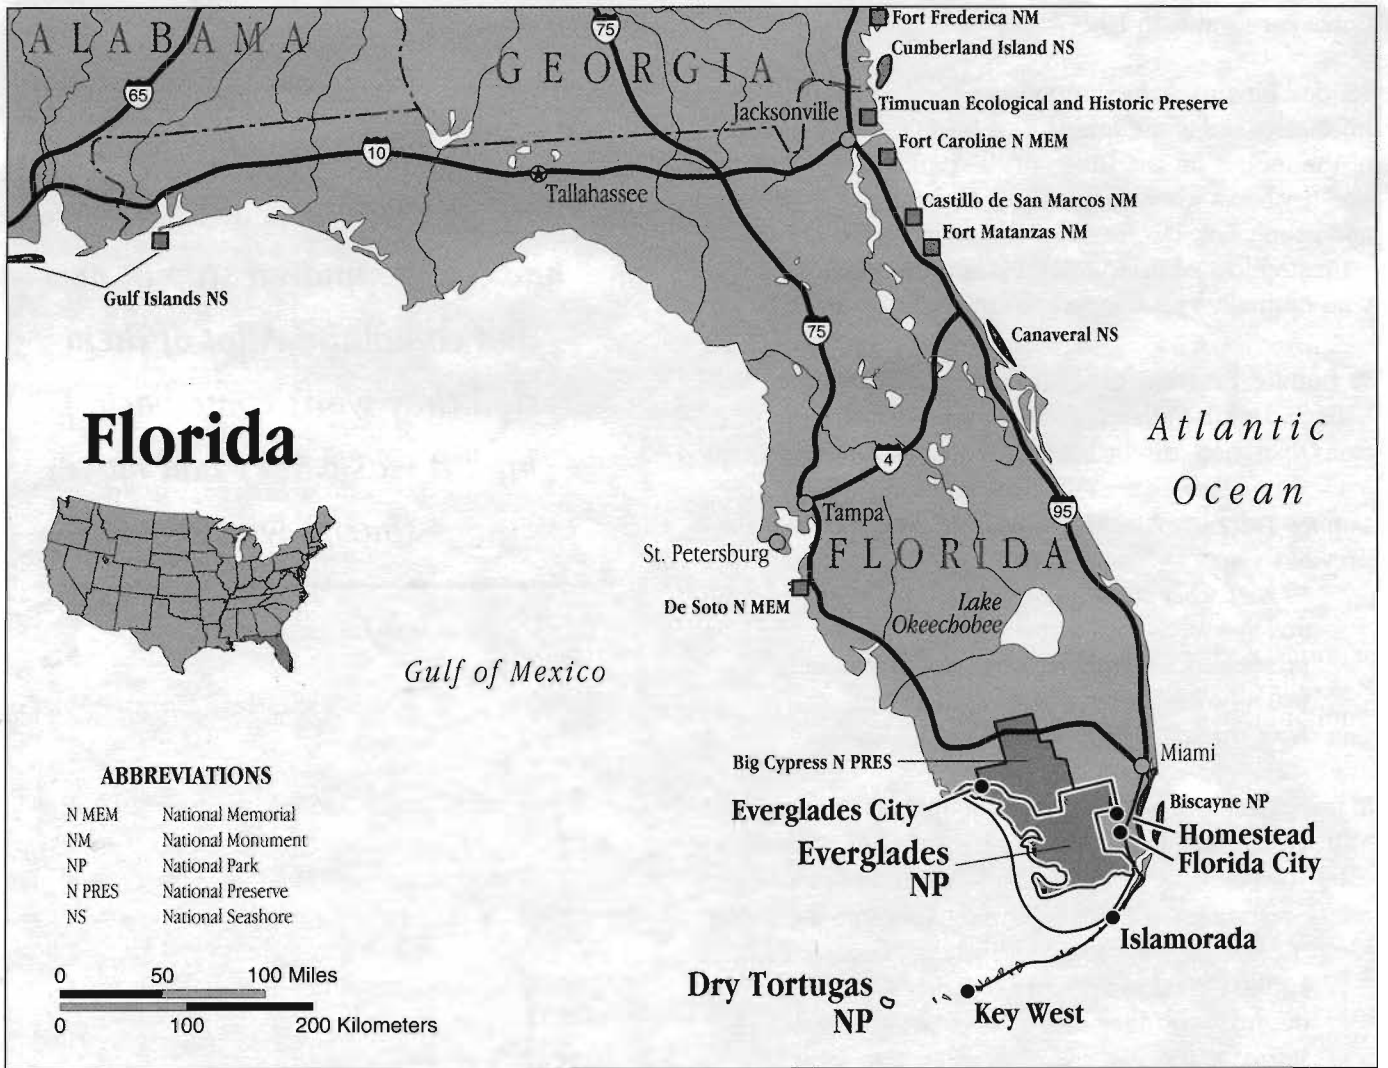 ALABAMA
GEORGIA
65
75
10
Fort Frederica NM
Cumberland Island NS
Jacksonville
Timucuan Ecological and Historic Preserve
Fort Caroline N MEM
Tallahassee
Castillo de San Marcos NM
Fort Matanzas NM
Gulf Islands NS
75
Canaveral NS
Florida
Atlantic
Ocean
4
95
Tampa
St. Petersburg
FLORIDA
De Soto N MEM
Lake
Okeechobee
Gulf of Mexico
Big Cypress N PRES
Miami
Everglades City
Biscayne NP
Homestead
Florida City
Everglades
NP
Islamorada
Dry Tortugas
NP
Key West
ABBREVIATIONS
N MEM National Memorial
NM National Monument
NP National Park
N PRES National Preserve
NS National Seashore
0 50 100 Miles
0 100 200 Kilometers